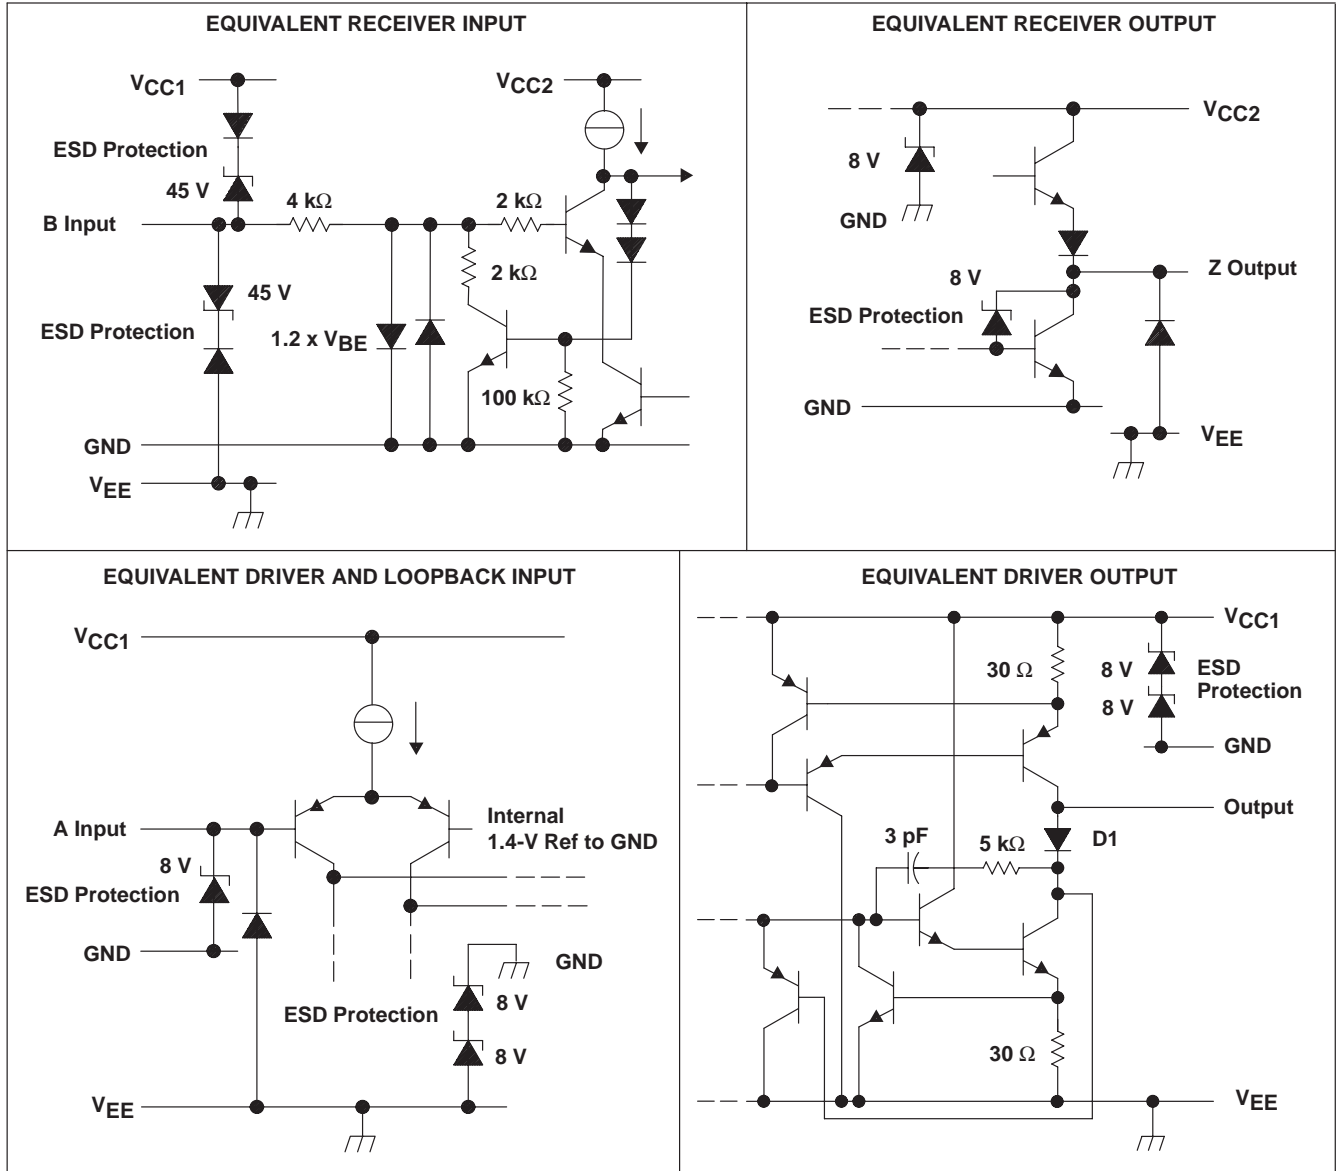 EQUIVALENT RECEIVER INPUT
VCC1
VCC2
ESD Protection
45 V
4 kΩ
2 kΩ
B Input
2 kΩ
45 V
ESD Protection
1.2 x VBE
100 kΩ
GND
VEE
EQUIVALENT RECEIVER OUTPUT
VCC2
8 V
GND
Z Output
8 V
ESD Protection
GND
VEE
EQUIVALENT DRIVER AND LOOPBACK INPUT
VCC1
A Input
Internal
1.4-V Ref to GND
8 V
ESD Protection
GND
GND
8 V
ESD Protection
8 V
VEE
EQUIVALENT DRIVER OUTPUT
VCC1
30 Ω
8 V
ESD
Protection
8 V
GND
Output
3 pF
5 kΩ
D1
30 Ω
VEE